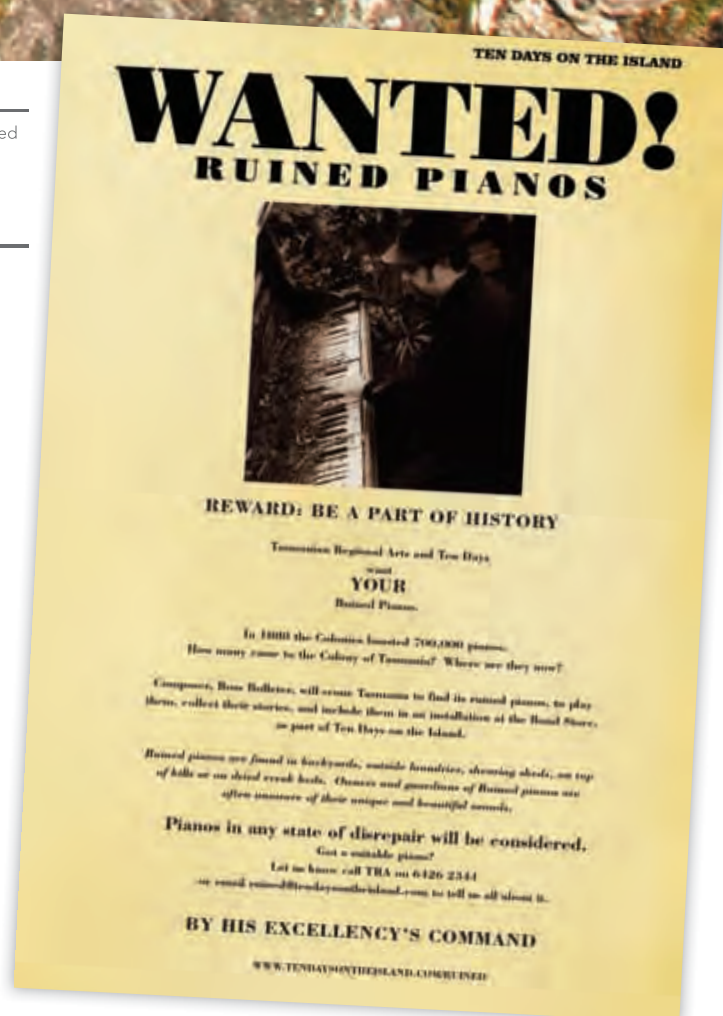 ed
TEN DAYS ON THE ISLAND
WANTED!
RUINED PIANOS
REWARD: BE A PART OF HISTORY
Tasmanian Regional Arts and Ten Days
want
YOUR
Ruined Pianos.
In 1888 the Colonies boasted 700,000 pianos.
How many came to the Colony of Tasmania? Where are they now?
Composer, Ross Bolleter, will scour Tasmania to find its ruined pianos, to play
them, collect their stories, and include them in an installation at the Bond Store,
as part of Ten Days on the Island.
Ruined pianos are found in backyards, outside laundries, shearing sheds, on top
of hills or on dried creek beds. Owners and guardians of Ruined pianos are
often unaware of their unique and beautiful sounds.
Pianos in any state of disrepair will be considered.
Got a suitable piano?
Let us know call TRA on 6426 2344
or email ruined@tendaysontheisland.com to tell us all about it.
BY HIS EXCELLENCY'S COMMAND
WWW.TENDAYSONTHEISLAND.COM/RUINED